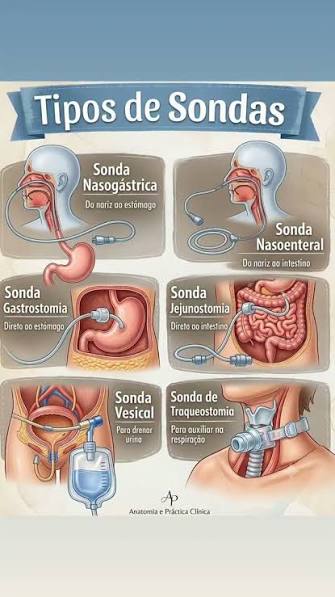 Tipos de Sondas
Sonda
Nasogástrica
Do nariz ao estômago
Sonda
Nasoenteral
Do nariz ao intestino
Sonda
Gastrostomia
Direto ao estômago
Sonda
Jejunostomia
Direto ao intestino
Sonda
Vesical
Para drenar
urina
Sonda de
Traqueostomia
Para auxiliar na
respiração
AP
Anatomia e Práctica Clínica